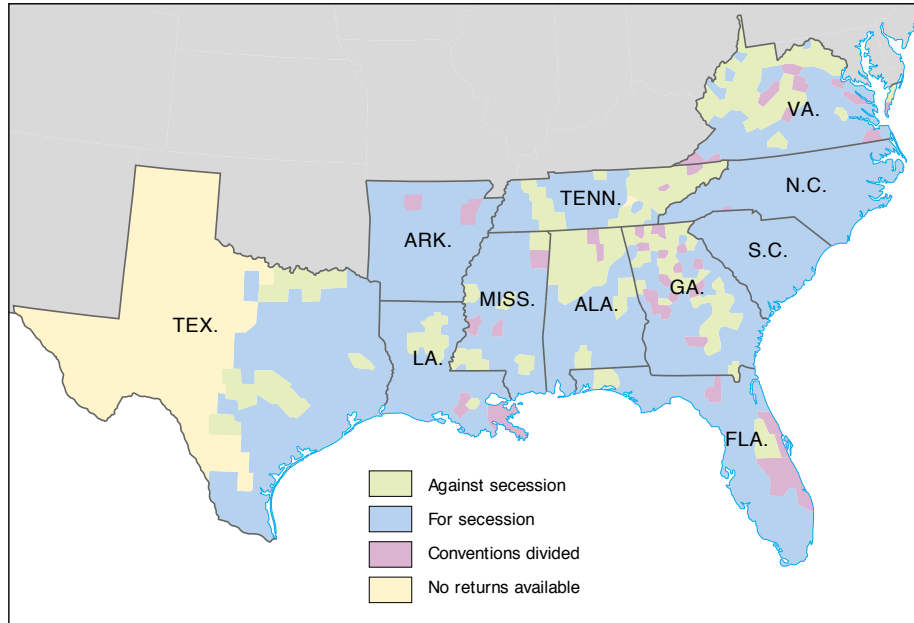 VA.
TENN.
N.C.
ARK.
S.C.
MISS.
ALA.
GA.
TEX.
LA.
FLA.
Against secession
For secession
Conventions divided
No returns available